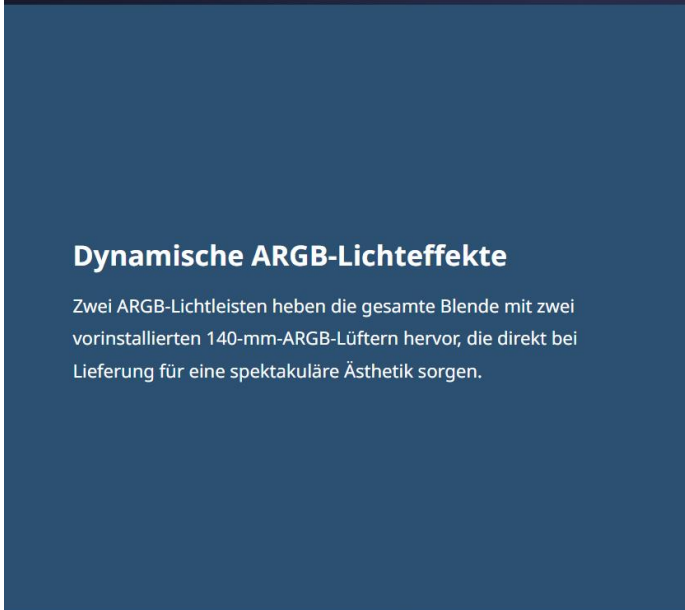 Dynamische ARGB-Lichteffekte
Zwei ARGB-Lichtleisten heben die gesamte Blende mit zwei
vorinstallierten 140-mm-ARGB-Lüftern hervor, die direkt bei
Lieferung für eine spektakuläre Ästhetik sorgen.